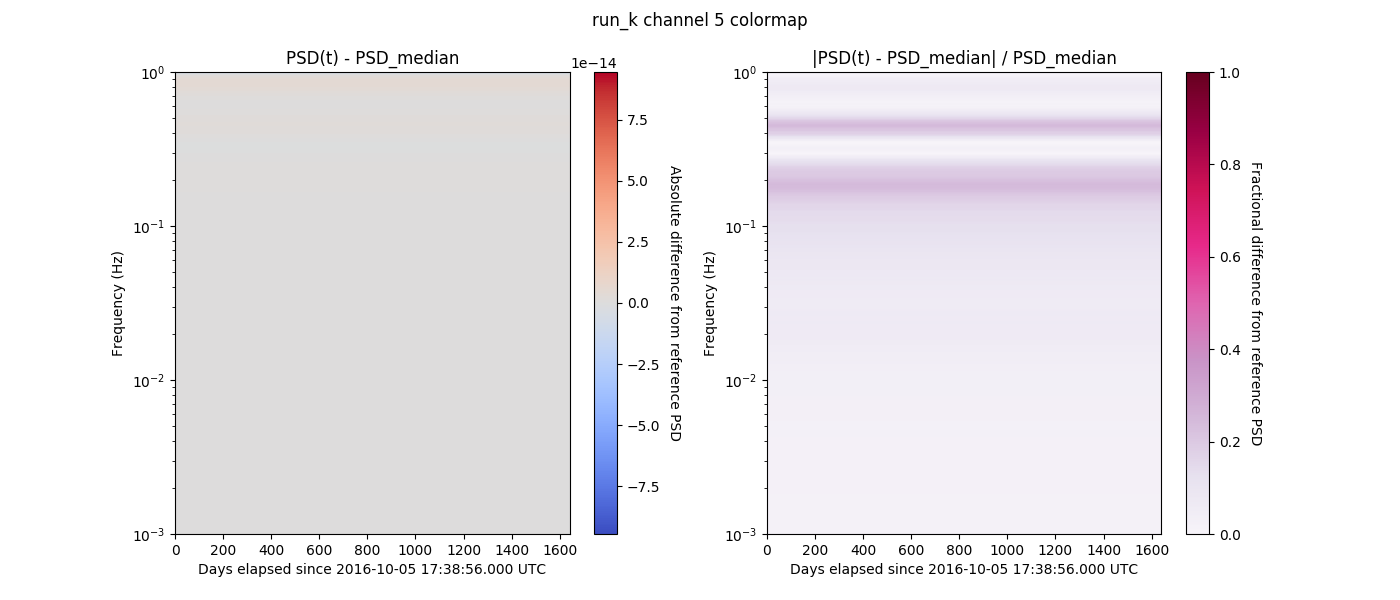 run_k channel 5 colormap
PSD(t) - PSD_median
1e−14
10⁰
10⁻¹
10⁻²
10⁻³
Frequency (Hz)
0 200 400 600 800 1000 1200 1400 1600
Days elapsed since 2016-10-05 17:38:56.000 UTC
7.5
5.0
2.5
0.0
−2.5
−5.0
−7.5
Absolute difference from reference PSD
|PSD(t) - PSD_median| / PSD_median
10⁰
10⁻¹
10⁻²
10⁻³
Frequency (Hz)
0 200 400 600 800 1000 1200 1400 1600
Days elapsed since 2016-10-05 17:38:56.000 UTC
1.0
0.8
0.6
0.4
0.2
0.0
Fractional difference from reference PSD